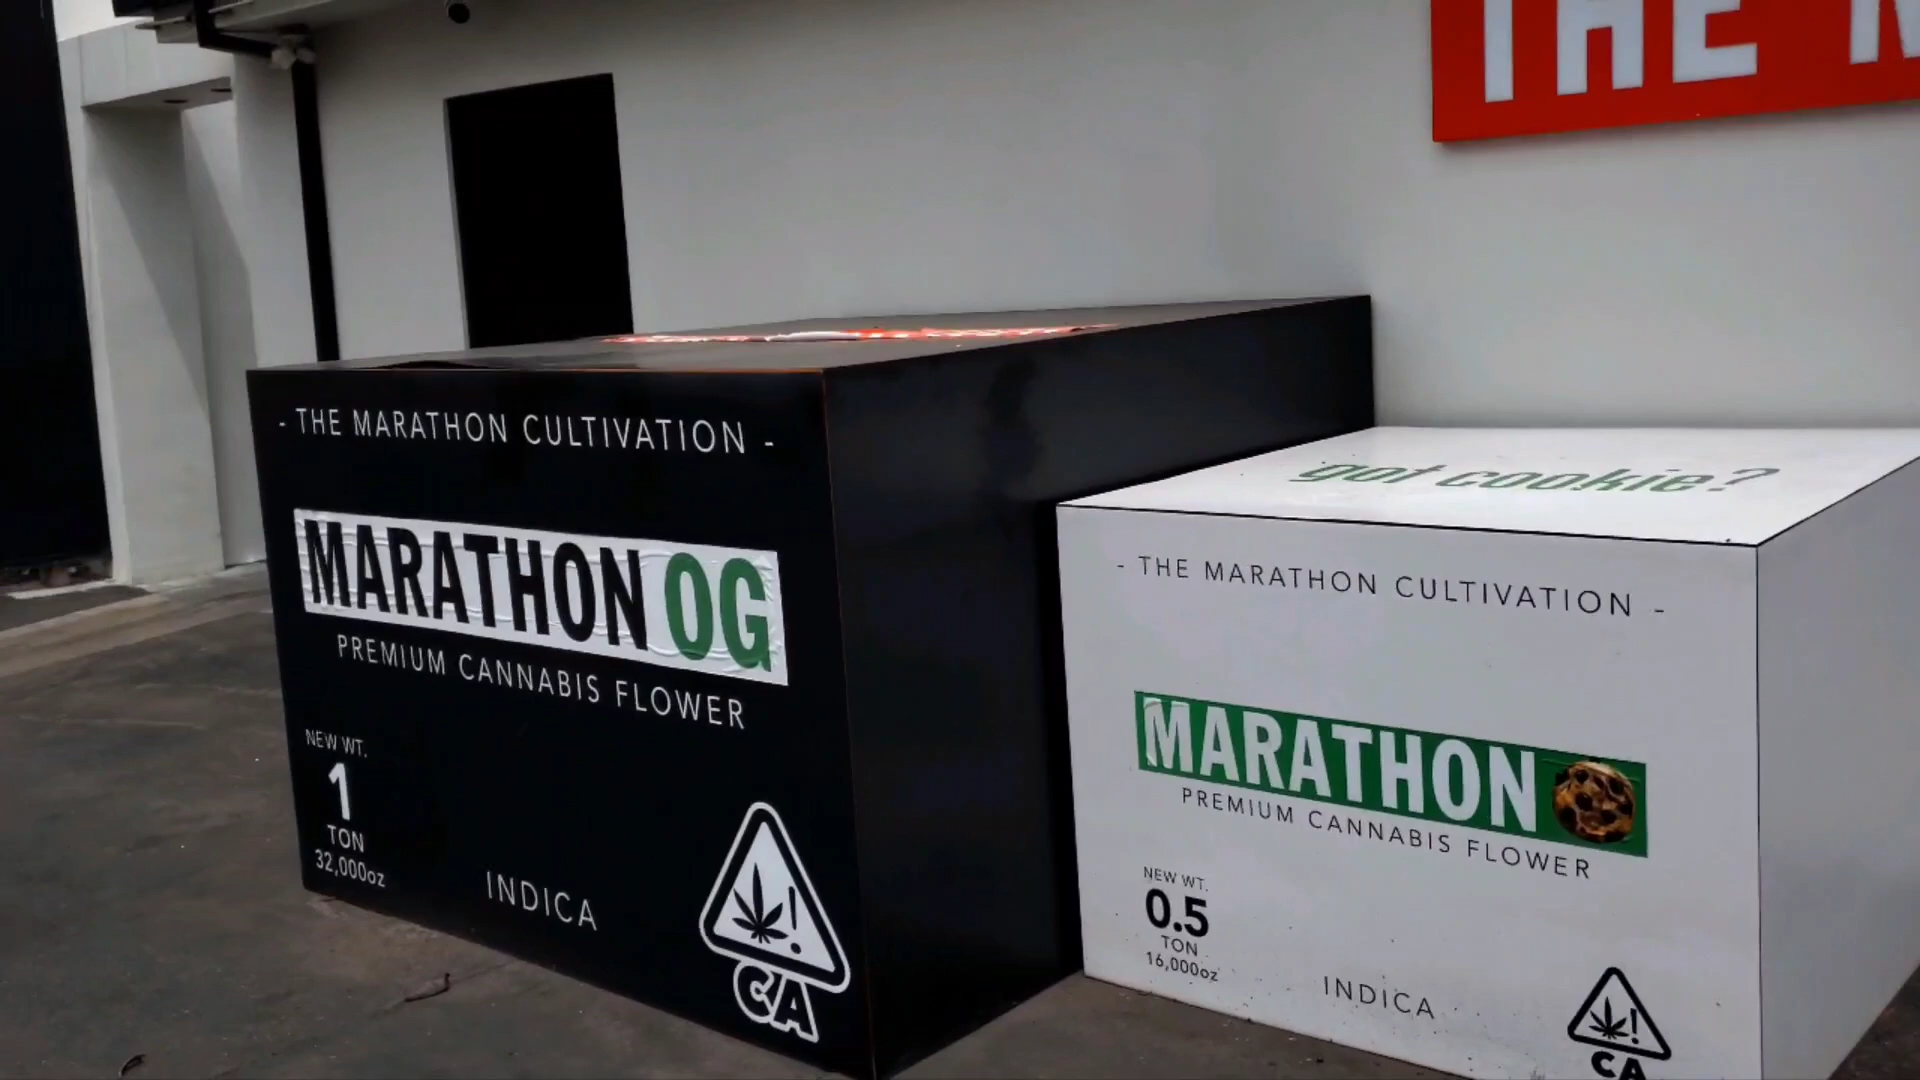 THE
- THE MARATHON CULTIVATION -
MARATHON OG
PREMIUM CANNABIS FLOWER
NEW WT.
1
TON
32,000oz
INDICA
CA
got cookie?
- THE MARATHON CULTIVATION -
MARATHON
PREMIUM CANNABIS FLOWER
NEW WT.
0.5
TON
16,000oz
INDICA
CA